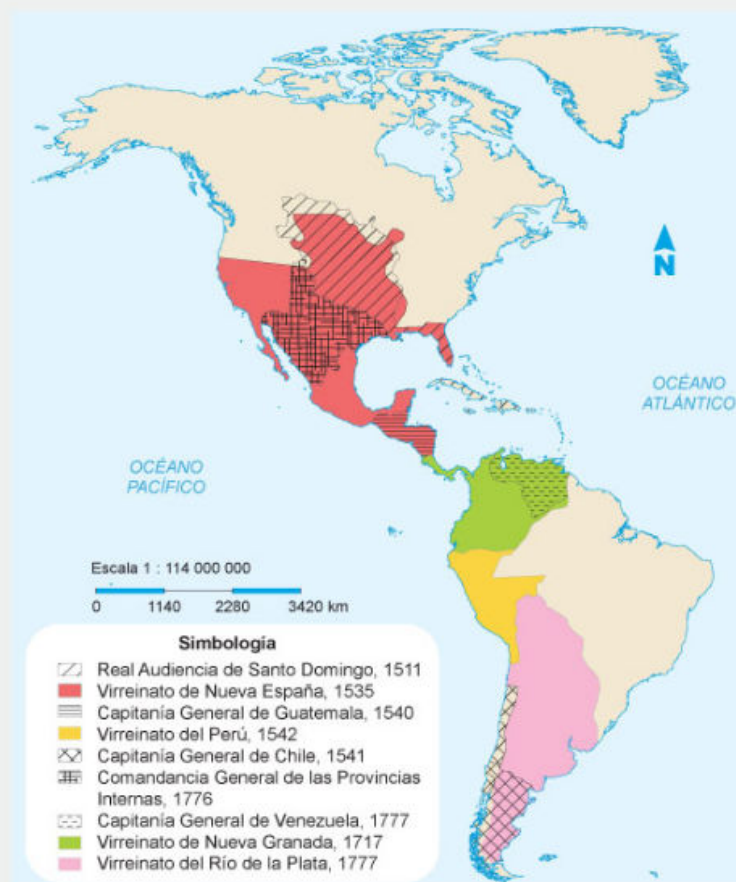 N
OCÉANO
ATLÁNTICO
OCÉANO
PACÍFICO
Escala 1 : 114 000 000
0 1140 2280 3420 km
Simbología
Real Audiencia de Santo Domingo, 1511
Virreinato de Nueva España, 1535
Capitanía General de Guatemala, 1540
Virreinato del Perú, 1542
Capitanía General de Chile, 1541
Comandancia General de las Provincias
Internas, 1776
Capitanía General de Venezuela, 1777
Virreinato de Nueva Granada, 1717
Virreinato del Río de la Plata, 1777